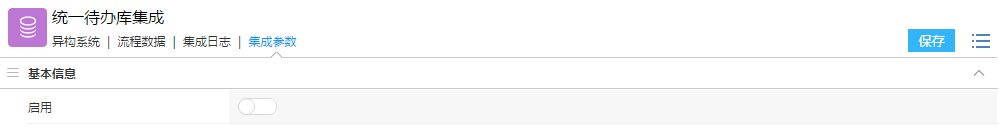 统一待办库集成
异构系统 | 流程数据 | 集成日志 | 集成参数
保存
基本信息
启用